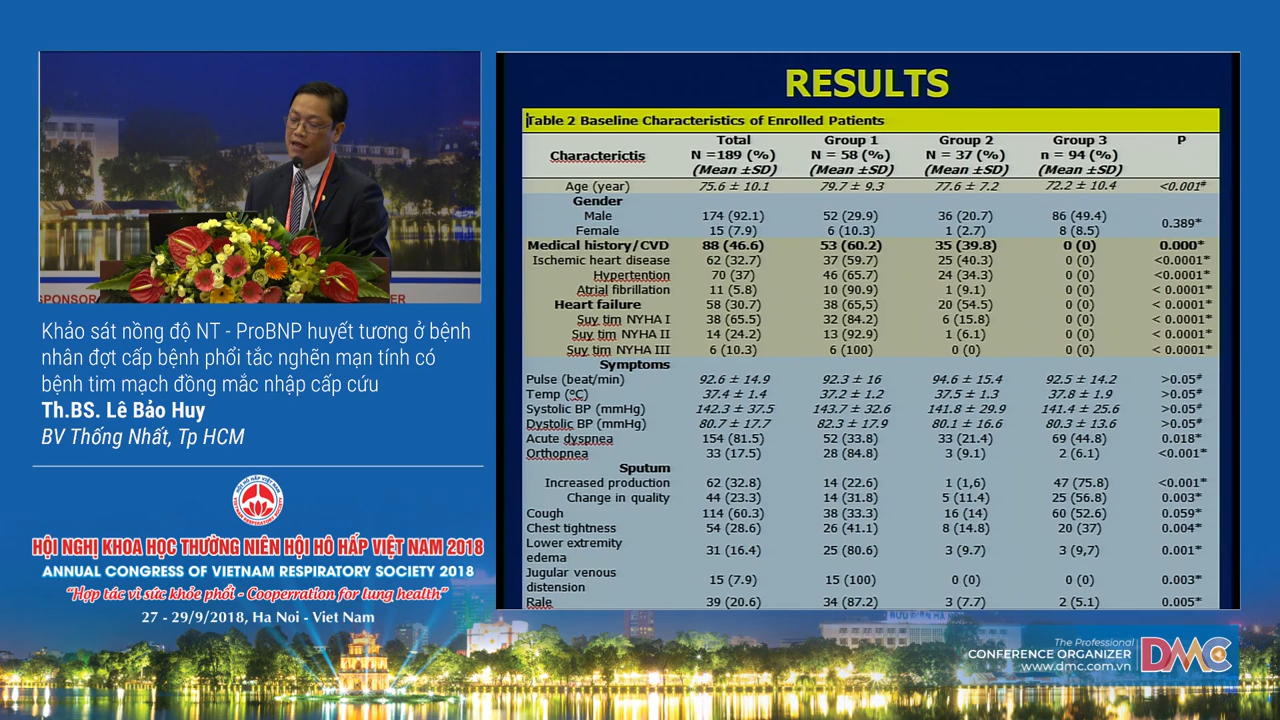 SPONSOR
ER
Khảo sát nồng độ NT - ProBNP huyết tương ở bệnh
nhân đợt cấp bệnh phổi tắc nghẽn mạn tính có
bệnh tim mạch đồng mắc nhập cấp cứu
Th.BS. Lê Bảo Huy
BV Thống Nhất, Tp HCM
HỘI HÔ HẤP VIỆT NAM
HỘI NGHỊ KHOA HỌC THƯỜNG NIÊN HỘI HÔ HẤP VIỆT NAM 2018
ANNUAL CONGRESS OF VIETNAM RESPIRATORY SOCIETY 2018
“Hợp tác vì sức khỏe phổi - Cooperration for lung health”
27 - 29/9/2018, Ha Noi - Viet Nam
RESULTS
Table 2 Baseline Characteristics of Enrolled Patients
Characterictis Total N =189 (%) (Mean ±SD) Group 1 N = 58 (%) (Mean ±SD) Group 2 N = 37 (%) (Mean ±SD) Group 3 n = 94 (%) (Mean ±SD) P
Age (year) 75.6 ± 10.1 79.7 ± 9.3 77.6 ± 7.2 72.2 ± 10.4 <0.001#
Gender
Male 174 (92.1) 52 (29.9) 36 (20.7) 86 (49.4) 0.389*
Female 15 (7.9) 6 (10.3) 1 (2.7) 8 (8.5)
Medical history/CVD 88 (46.6) 53 (60.2) 35 (39.8) 0 (0) 0.000*
Ischemic heart disease 62 (32.7) 37 (59.7) 25 (40.3) 0 (0) <0.0001*
Hypertention 70 (37) 46 (65.7) 24 (34.3) 0 (0) <0.0001*
Atrial fibrillation 11 (5.8) 10 (90.9) 1 (9.1) 0 (0) < 0.0001*
Heart failure 58 (30.7) 38 (65,5) 20 (54.5) 0 (0) < 0.0001*
Suy tim NYHA I 38 (65.5) 32 (84.2) 6 (15.8) 0 (0) < 0.0001*
Suy tim NYHA II 14 (24.2) 13 (92.9) 1 (6.1) 0 (0) < 0.0001*
Suy tim NYHA III 6 (10.3) 6 (100) 0 (0) 0 (0) < 0.0001*
Symptoms
Pulse (beat/min) 92.6 ± 14.9 92.3 ± 16 94.6 ± 15.4 92.5 ± 14.2 >0.05#
Temp (°C) 37.4 ± 1.4 37.2 ± 1.2 37.5 ± 1.3 37.8 ± 1.9 >0.05#
Systolic BP (mmHg) 142.3 ± 37.5 143.7 ± 32.6 141.8 ± 29.9 141.4 ± 25.6 >0.05#
Dystolic BP (mmHg) 80.7 ± 17.7 82.3 ± 17.9 80.1 ± 16.6 80.3 ± 13.6 >0.05#
Acute dyspnea 154 (81.5) 52 (33.8) 33 (21.4) 69 (44.8) 0.018*
Orthopnea 33 (17.5) 28 (84.8) 3 (9.1) 2 (6.1) <0.001*
Sputum
Increased production 62 (32.8) 14 (22.6) 1 (1,6) 47 (75.8) <0.001*
Change in quality 44 (23.3) 14 (31.8) 5 (11.4) 25 (56.8) 0.003*
Cough 114 (60.3) 38 (33.3) 16 (14) 60 (52.6) 0.059*
Chest tightness 54 (28.6) 26 (41.1) 8 (14.8) 20 (37) 0.004*
Lower extremity edema 31 (16.4) 25 (80.6) 3 (9.7) 3 (9,7) 0.001*
Jugular venous distension 15 (7.9) 15 (100) 0 (0) 0 (0) 0.003*
Rale 39 (20.6) 34 (87.2) 3 (7.7) 2 (5.1) 0.005*
The Professional
CONFERENCE ORGANIZER
www.dmc.com.vn
DMC